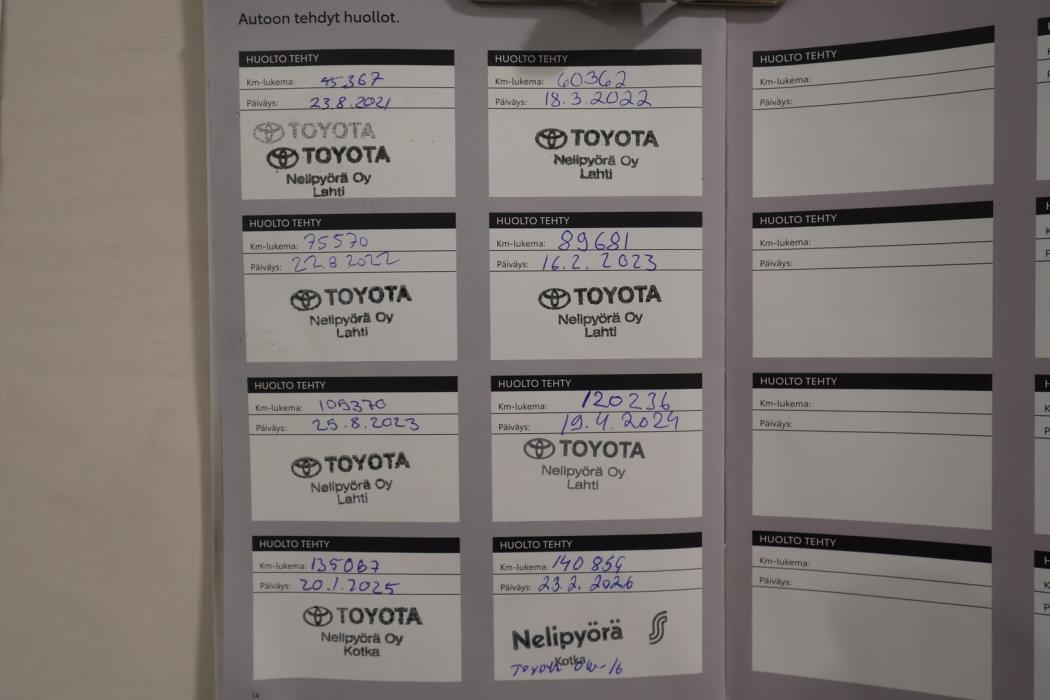 Autoon tehdyt huollot.
HUOLTO TEHTY
Km-lukema: 45367
Päiväys: 23.8.2021
TOYOTA
TOYOTA
Nelipyörä Oy
Lahti
HUOLTO TEHTY
Km-lukema: 60362
Päiväys: 18.3.2022
TOYOTA
Nelipyörä Oy
Lahti
HUOLTO TEHTY
Km-lukema: 75570
Päiväys: 22.8.2022
TOYOTA
Nelipyörä Oy
Lahti
HUOLTO TEHTY
Km-lukema: 89681
Päiväys: 16.2.2023
TOYOTA
Nelipyörä Oy
Lahti
HUOLTO TEHTY
Km-lukema: 105370
Päiväys: 25.8.2023
TOYOTA
Nelipyörä Oy
Lahti
HUOLTO TEHTY
Km-lukema: 120236
Päiväys: 19.4.2024
TOYOTA
Nelipyörä Oy
Lahti
HUOLTO TEHTY
Km-lukema: 135067
Päiväys: 20.1.2025
TOYOTA
Nelipyörä Oy
Kotka
HUOLTO TEHTY
Km-lukema: 140854
Päiväys: 23.2.2026
Nelipyörä
Kotka
Toyota 0W-16
14
HUOLTO TEHTY
Km-lukema:
Päiväys:
HUOLTO TEHTY
Km-lukema:
Päiväys:
HUOLTO TEHTY
Km-lukema:
Päiväys:
HUOLTO TEHTY
Km-lukema:
Päiväys: